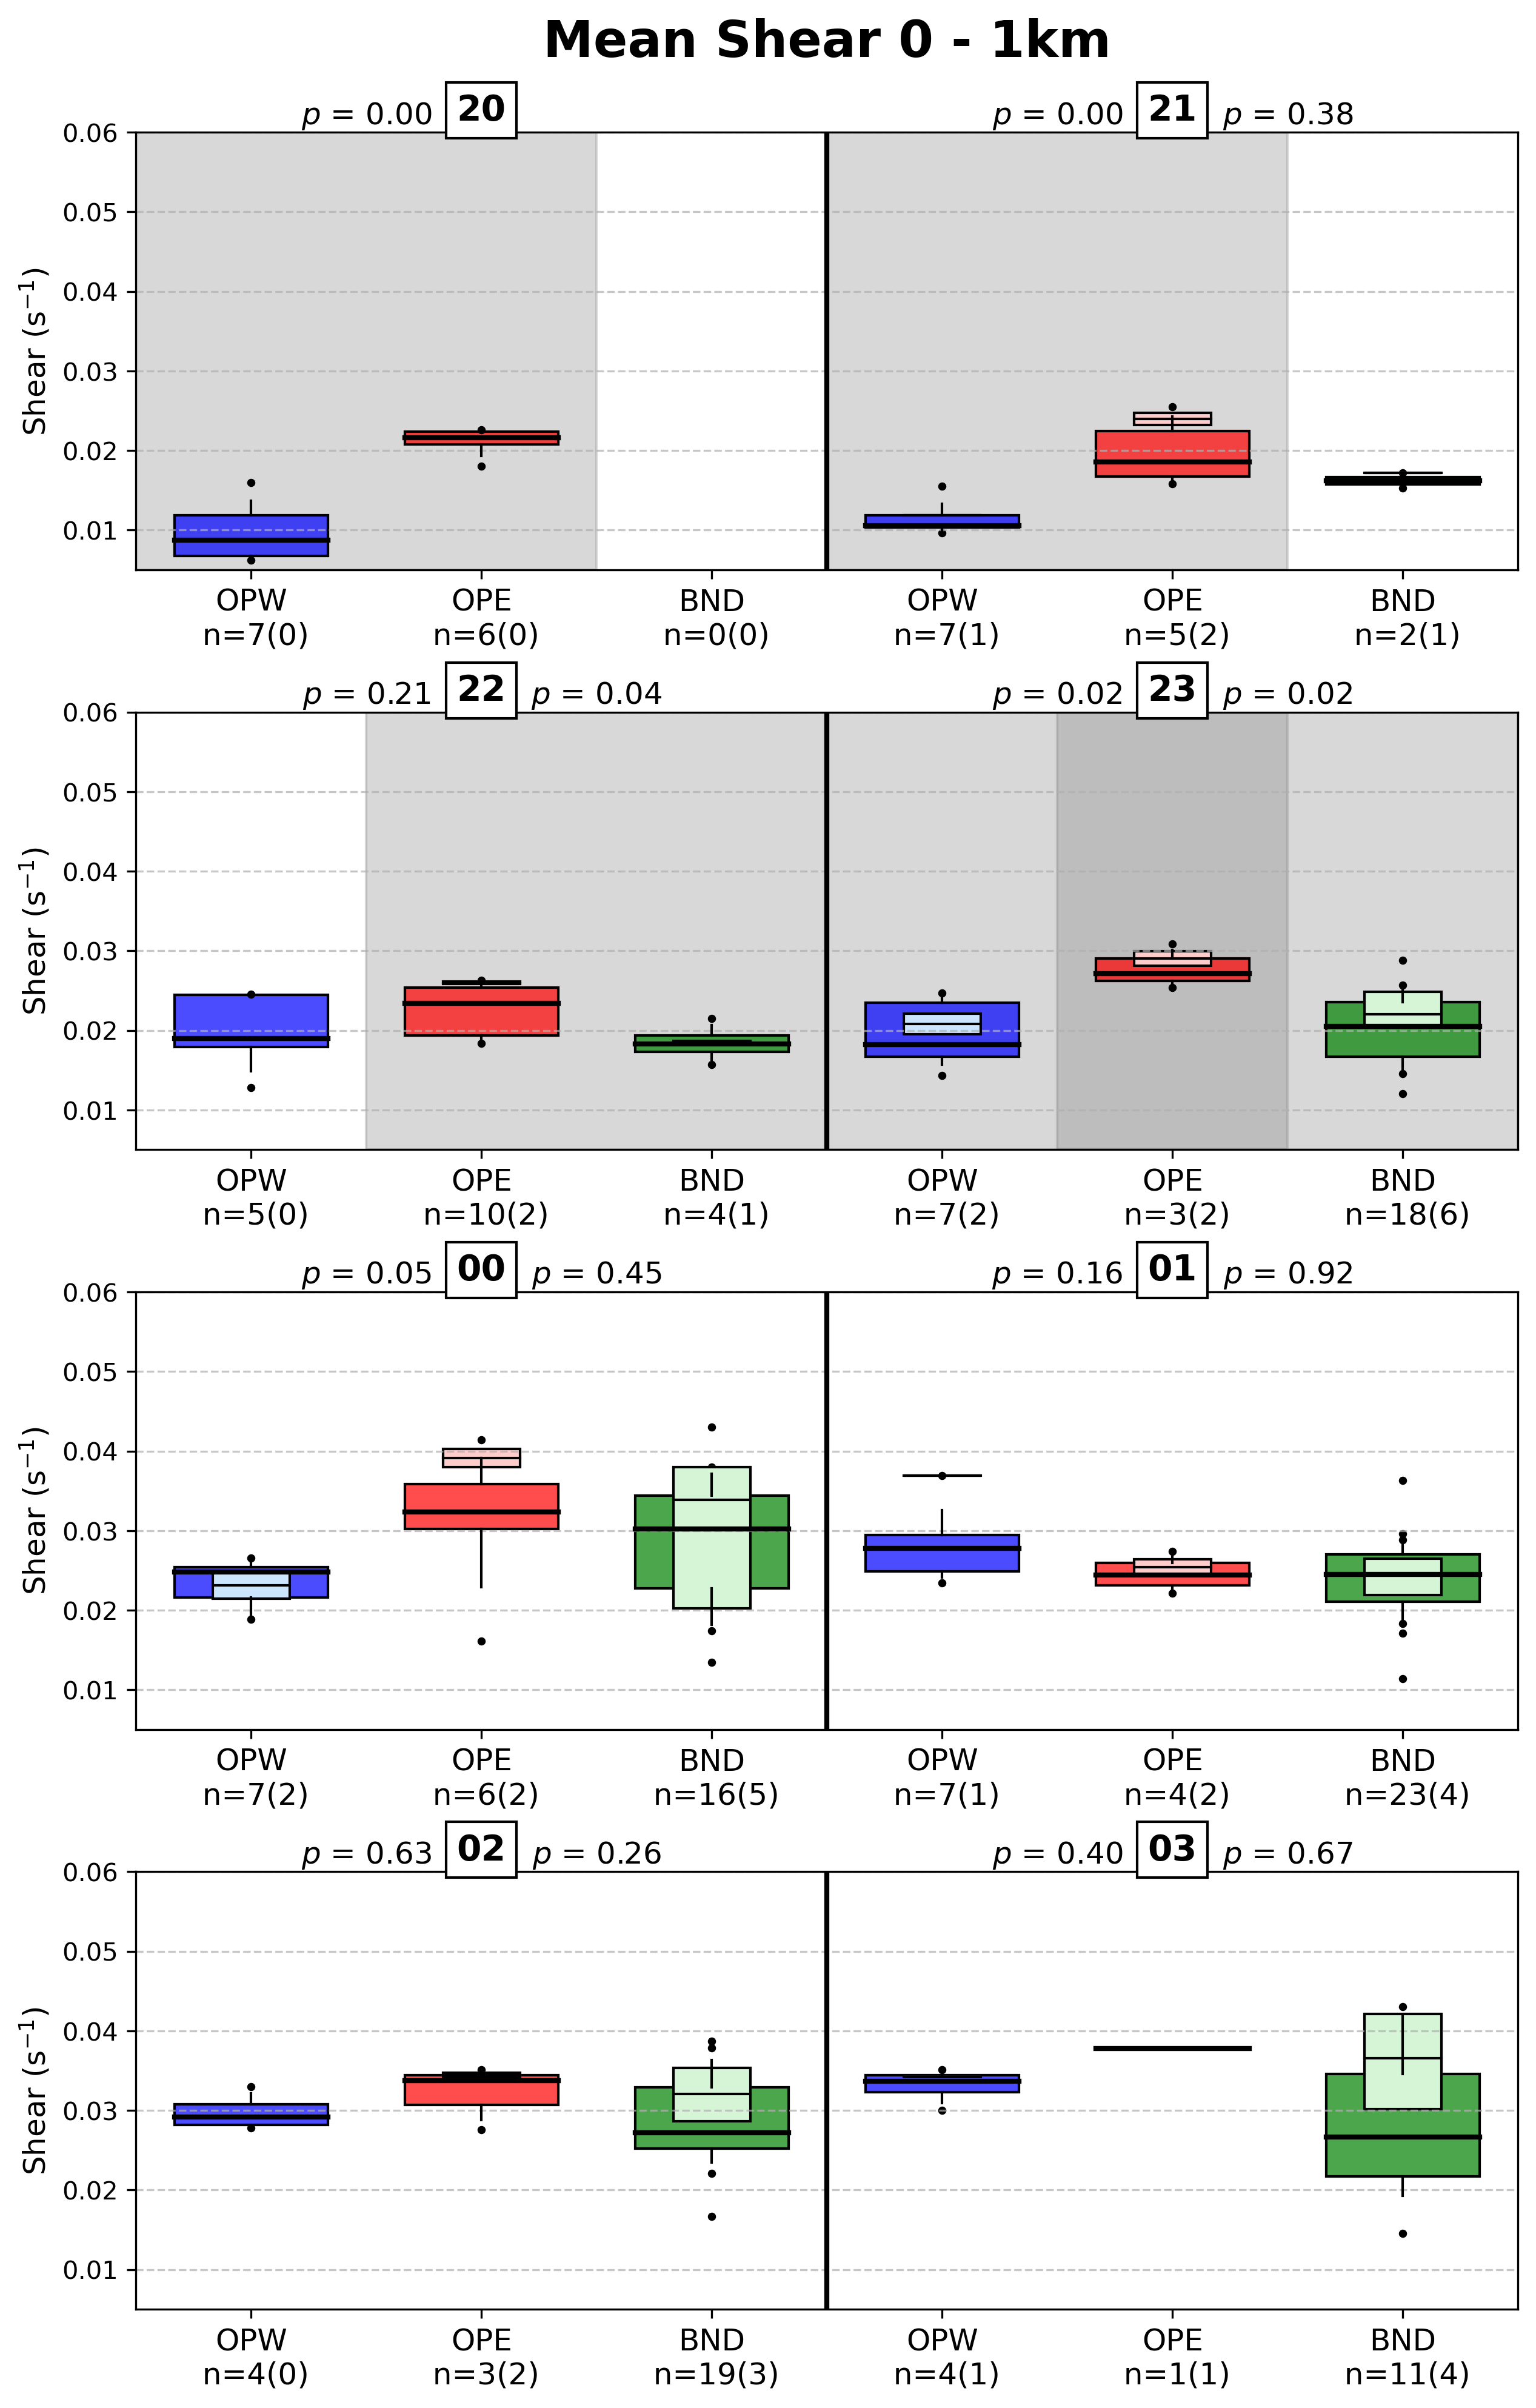 Mean Shear 0 - 1km
p = 0.00 20
p = 0.00 21 p = 0.38
Shear (s⁻¹)
0.06
0.05
0.04
0.03
0.02
0.01
OPW OPE BND OPW OPE BND
n=7(0) n=6(0) n=0(0) n=7(1) n=5(2) n=2(1)
p = 0.21 22 p = 0.04
p = 0.02 23 p = 0.02
Shear (s⁻¹)
0.06
0.05
0.04
0.03
0.02
0.01
OPW OPE BND OPW OPE BND
n=5(0) n=10(2) n=4(1) n=7(2) n=3(2) n=18(6)
p = 0.05 00 p = 0.45
p = 0.16 01 p = 0.92
Shear (s⁻¹)
0.06
0.05
0.04
0.03
0.02
0.01
OPW OPE BND OPW OPE BND
n=7(2) n=6(2) n=16(5) n=7(1) n=4(2) n=23(4)
p = 0.63 02 p = 0.26
p = 0.40 03 p = 0.67
Shear (s⁻¹)
0.06
0.05
0.04
0.03
0.02
0.01
OPW OPE BND OPW OPE BND
n=4(0) n=3(2) n=19(3) n=4(1) n=1(1) n=11(4)